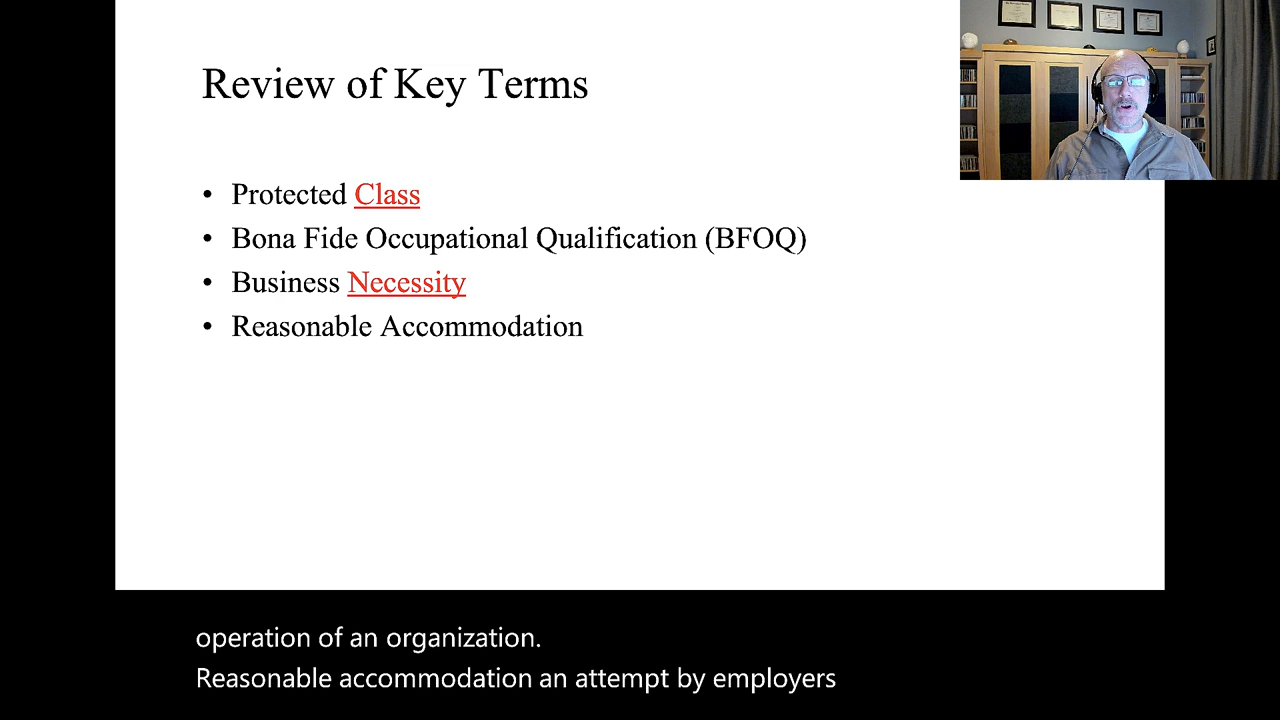 Review of Key Terms
• Protected Class
• Bona Fide Occupational Qualification (BFOQ)
• Business Necessity
• Reasonable Accommodation
operation of an organization.
Reasonable accommodation an attempt by employers